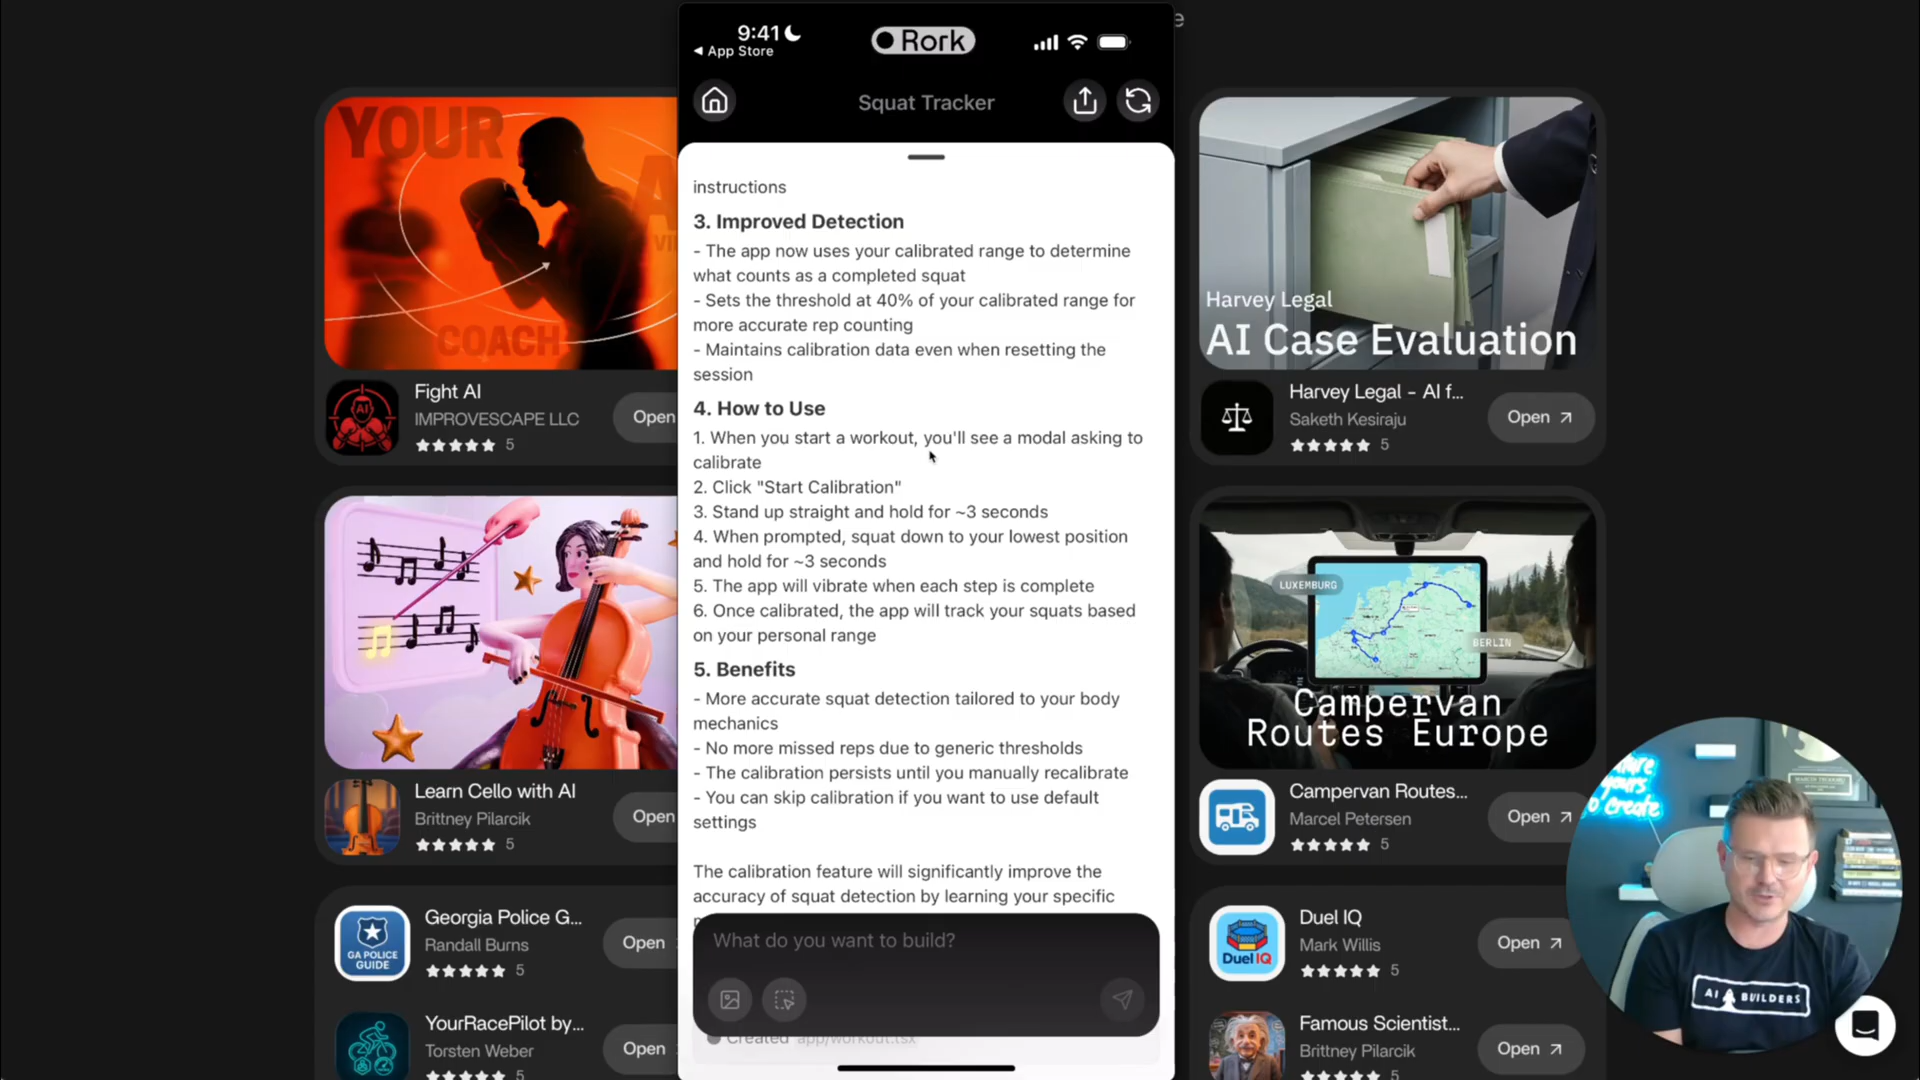 9:41
App Store
Rork
e
Squat Tracker
instructions
3. Improved Detection
- The app now uses your calibrated range to determine
what counts as a completed squat
- Sets the threshold at 40% of your calibrated range for
more accurate rep counting
- Maintains calibration data even when resetting the
session
4. How to Use
1. When you start a workout, you'll see a modal asking to
calibrate
2. Click "Start Calibration"
3. Stand up straight and hold for ~3 seconds
4. When prompted, squat down to your lowest position
and hold for ~3 seconds
5. The app will vibrate when each step is complete
6. Once calibrated, the app will track your squats based
on your personal range
5. Benefits
- More accurate squat detection tailored to your body
mechanics
- No more missed reps due to generic thresholds
- The calibration persists until you manually recalibrate
- You can skip calibration if you want to use default
settings
The calibration feature will significantly improve the
accuracy of squat detection by learning your specific
What do you want to build?
Created app/workout.tsx
YOUR
A
VI
COACH
AI
Fight AI
IMPROVESCAPE LLC
5
Open
Learn Cello with AI
Brittney Pilarcik
5
Open
GA POLICE
GUIDE
Georgia Police G...
Randall Burns
5
Open
YourRacePilot by...
Torsten Weber
5
Open
Harvey Legal
AI Case Evaluation
Harvey Legal - AI f...
Saketh Kesiraju
5
Open
LUXEMBURG
BERLIN
Campervan
Routes Europe
Campervan Routes...
Marcel Petersen
5
Open
Duel IQ
Duel IQ
Mark Willis
5
Open
Famous Scientist...
Brittney Pilarcik
5
Open
yours
to create
AI BUILDERS